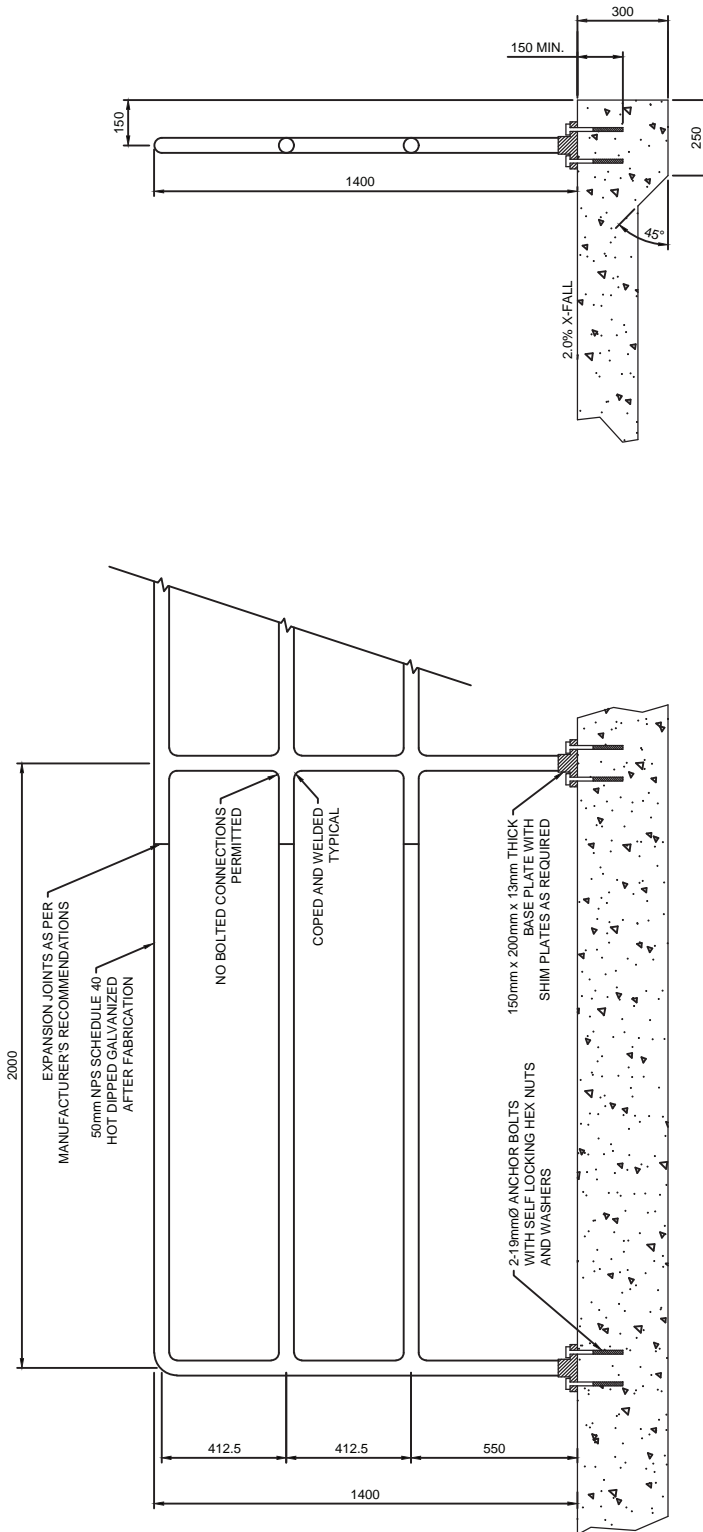 300
150 MIN.
150
1400
250
45°
2.0% X-FALL
2000
EXPANSION JOINTS AS PER
MANUFACTURER'S RECOMMENDATIONS
50mm NPS SCHEDULE 40
HOT DIPPED GALVANIZED
AFTER FABRICATION
NO BOLTED CONNECTIONS
PERMITTED
COPED AND WELDED
TYPICAL
150mm x 200mm x 13mm THICK
BASE PLATE WITH
SHIM PLATES AS REQUIRED
2-19mmØ ANCHOR BOLTS
WITH SELF LOCKING HEX NUTS
AND WASHERS
412.5
412.5
550
1400